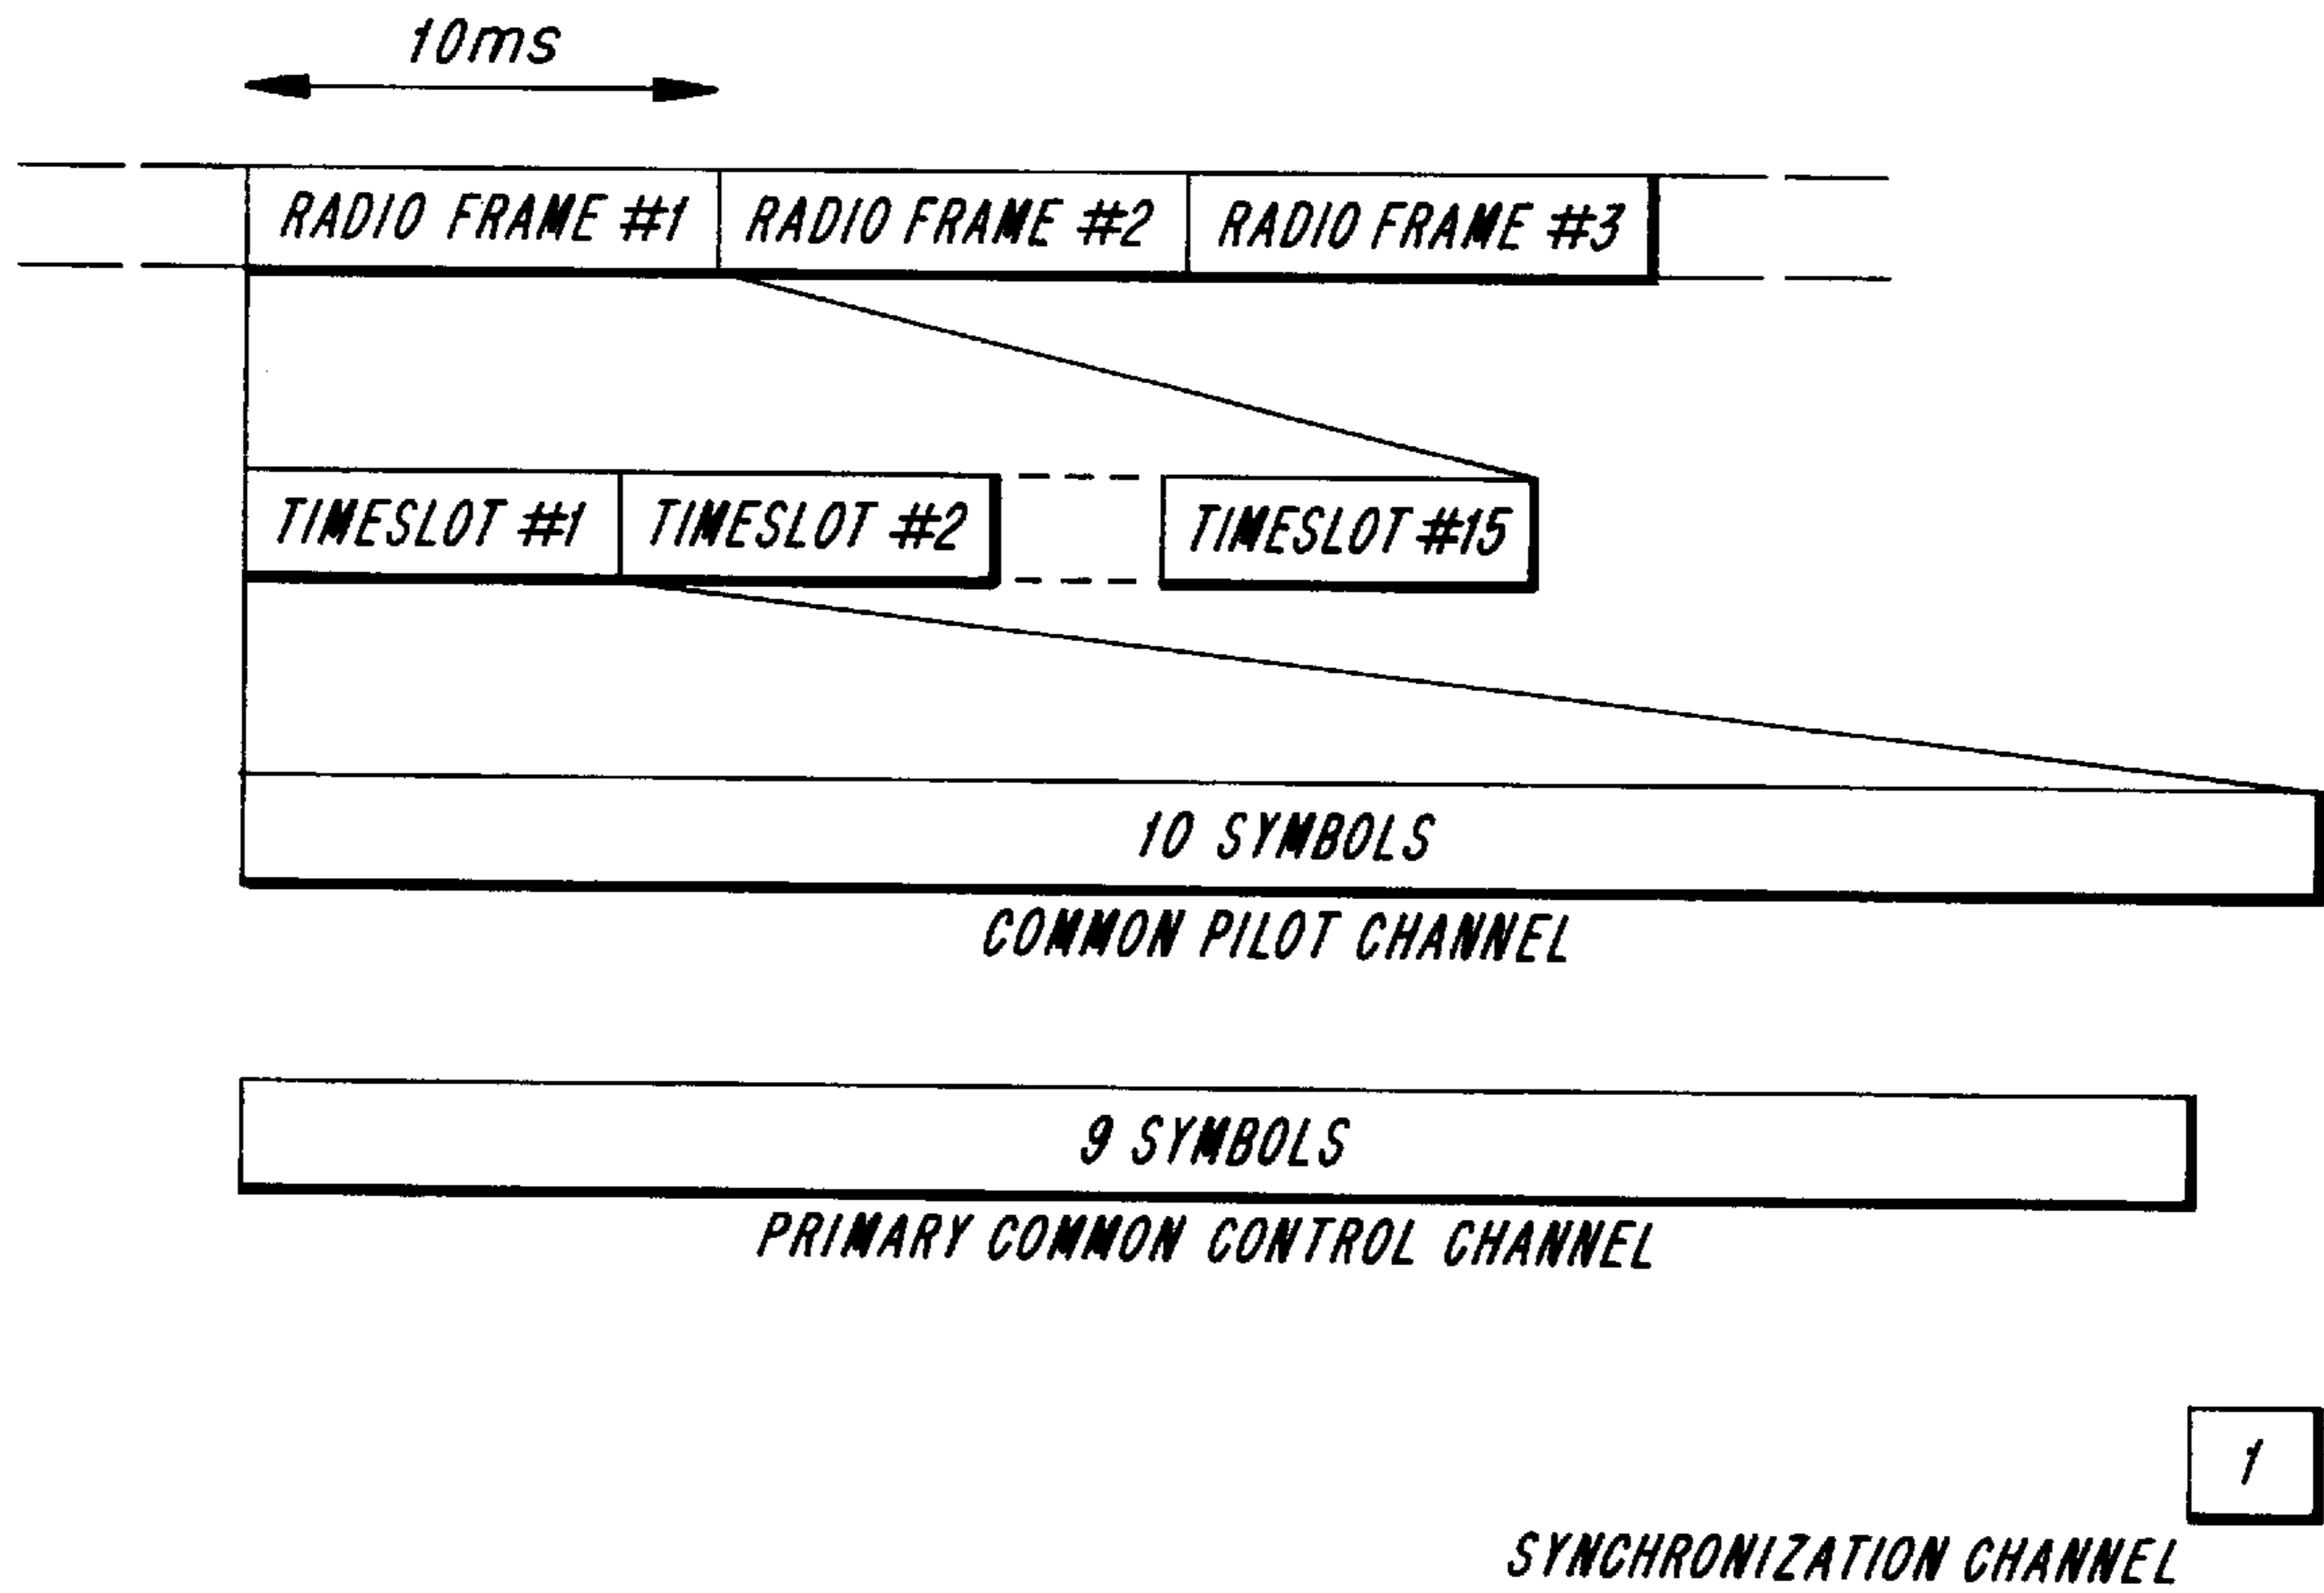 10ms
RADIO FRAME #1 RADIO FRAME #2 RADIO FRAME #3
TIMESLOT #1 TIMESLOT #2 TIMESLOT #15
10 SYMBOLS
COMMON PILOT CHANNEL
9 SYMBOLS
PRIMARY COMMON CONTROL CHANNEL
1
SYNCHRONIZATION CHANNEL